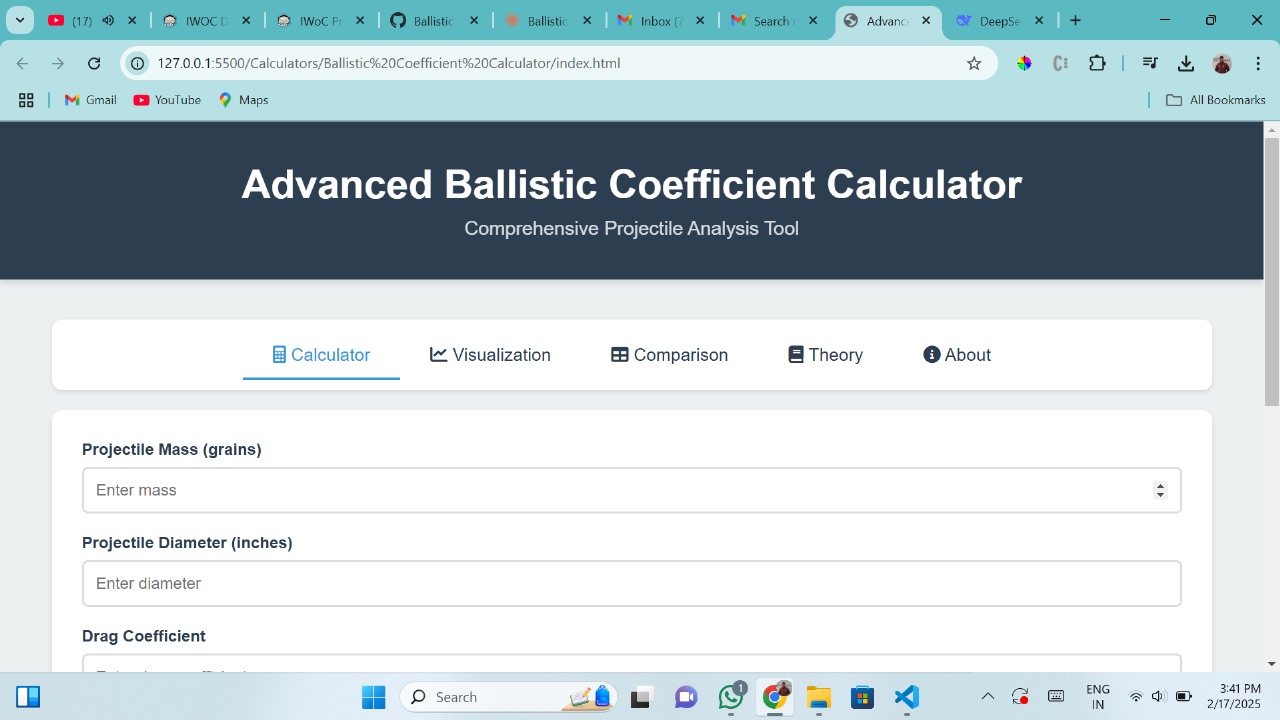 (17)
IWOC D
IWoC Pr
Ballistic
Ballistic
Inbox (7
Search r
Advanc
DeepSe
127.0.0.1:5500/Calculators/Ballistic%20Coefficient%20Calculator/index.html
Gmail
YouTube
Maps
All Bookmarks
Advanced Ballistic Coefficient Calculator
Comprehensive Projectile Analysis Tool
Calculator
Visualization
Comparison
Theory
About
Projectile Mass (grains)
Enter mass
Projectile Diameter (inches)
Enter diameter
Drag Coefficient
Search
1
ENG
IN
3:41 PM
2/17/2025